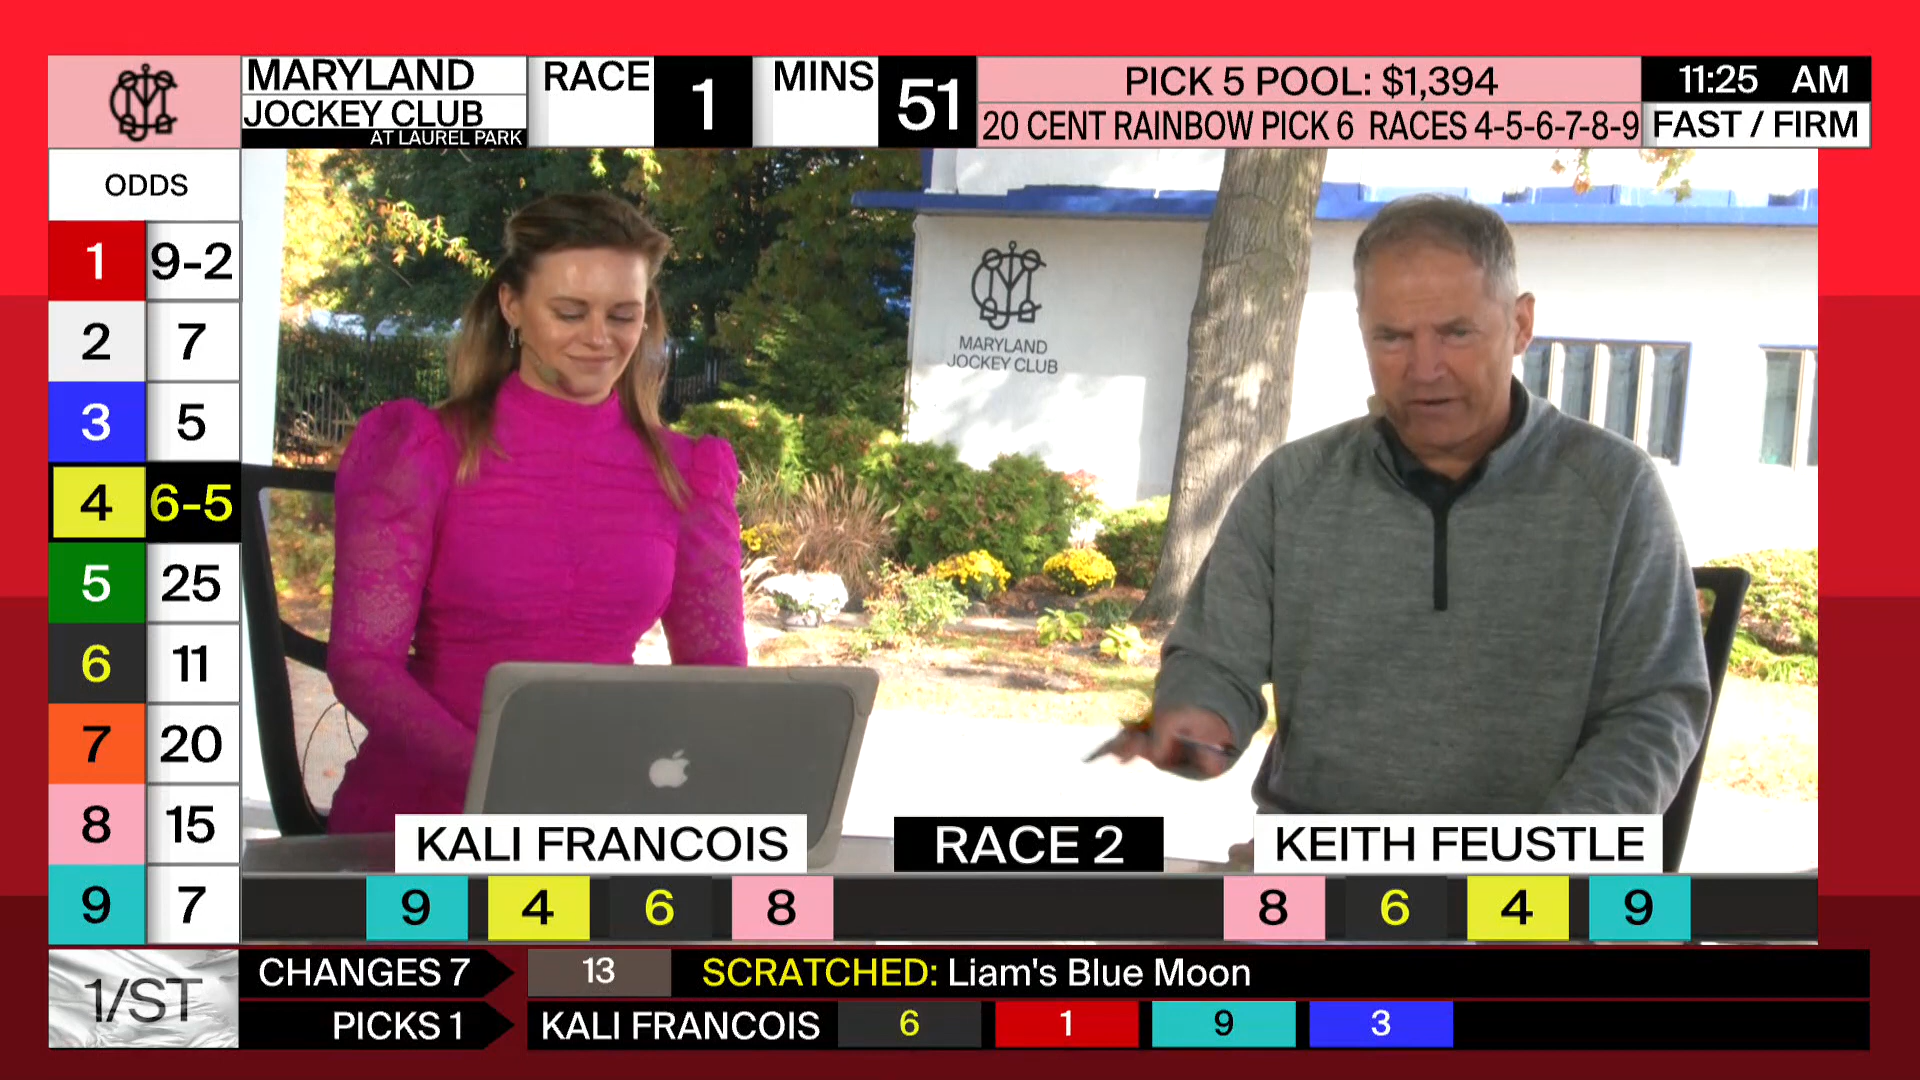 MARYLAND
JOCKEY CLUB
AT LAUREL PARK
RACE 1
MINS 51
PICK 5 POOL: $1,394
20 CENT RAINBOW PICK 6 RACES 4-5-6-7-8-9
11:25 AM
FAST / FIRM
ODDS
1 9-2
2 7
3 5
4 6-5
5 25
6 11
7 20
8 15
9 7
MARYLAND
JOCKEY CLUB
KALI FRANCOIS
RACE 2
KEITH FEUSTLE
9 4 6 8
8 6 4 9
1/ST
CHANGES 7
13
SCRATCHED: Liam's Blue Moon
PICKS 1
KALI FRANCOIS 6 1 9 3